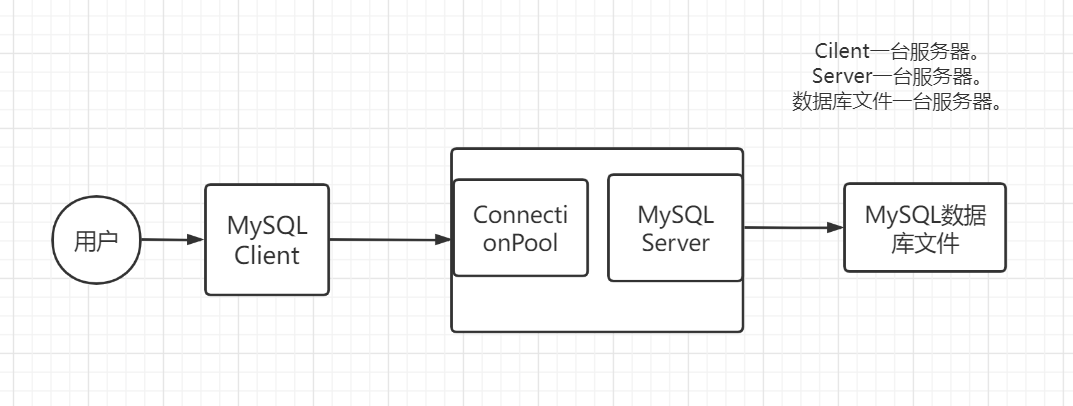 Cilent一台服务器。
Server一台服务器。
数据库文件一台服务器。
用户
MySQL
Client
Connecti
onPool
MySQL
Server
MySQL数据
库文件